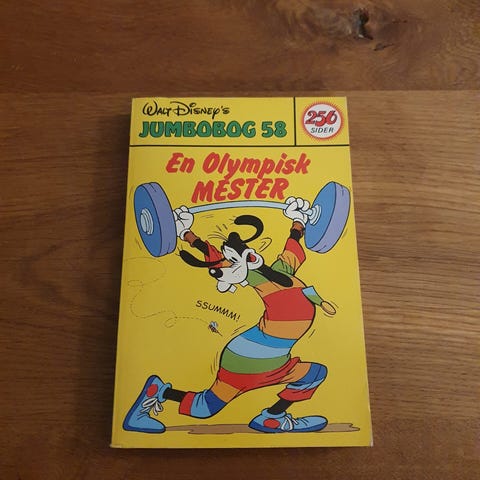 WALT DISNEY'S
JUMBOBOG 58
256
SIDER
En Olympisk
MESTER
SSUMMM!